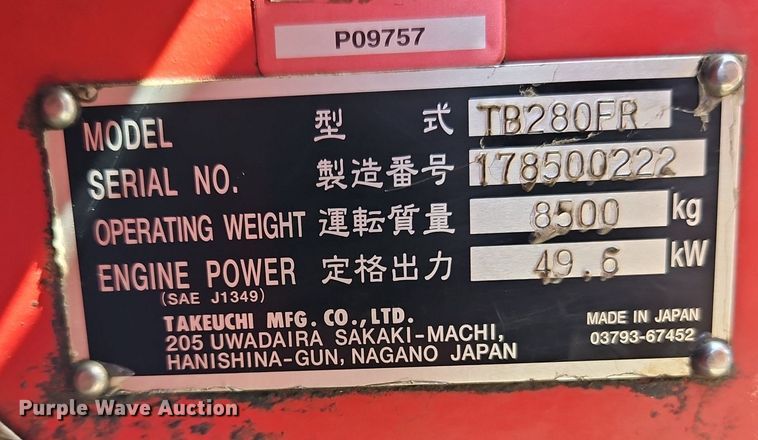 P09757
MODEL 型式 TB280FR
SERIAL NO. 製造番号 178500222
OPERATING WEIGHT 運転質量 8500 kg
ENGINE POWER 定格出力 49.6 kW
(SAE J1349)
TAKEUCHI MFG. CO.,LTD.
205 UWADAIRA SAKAKI-MACHI,
HANISHINA-GUN, NAGANO JAPAN
MADE IN JAPAN
03793-67452
Purple Wave Auction